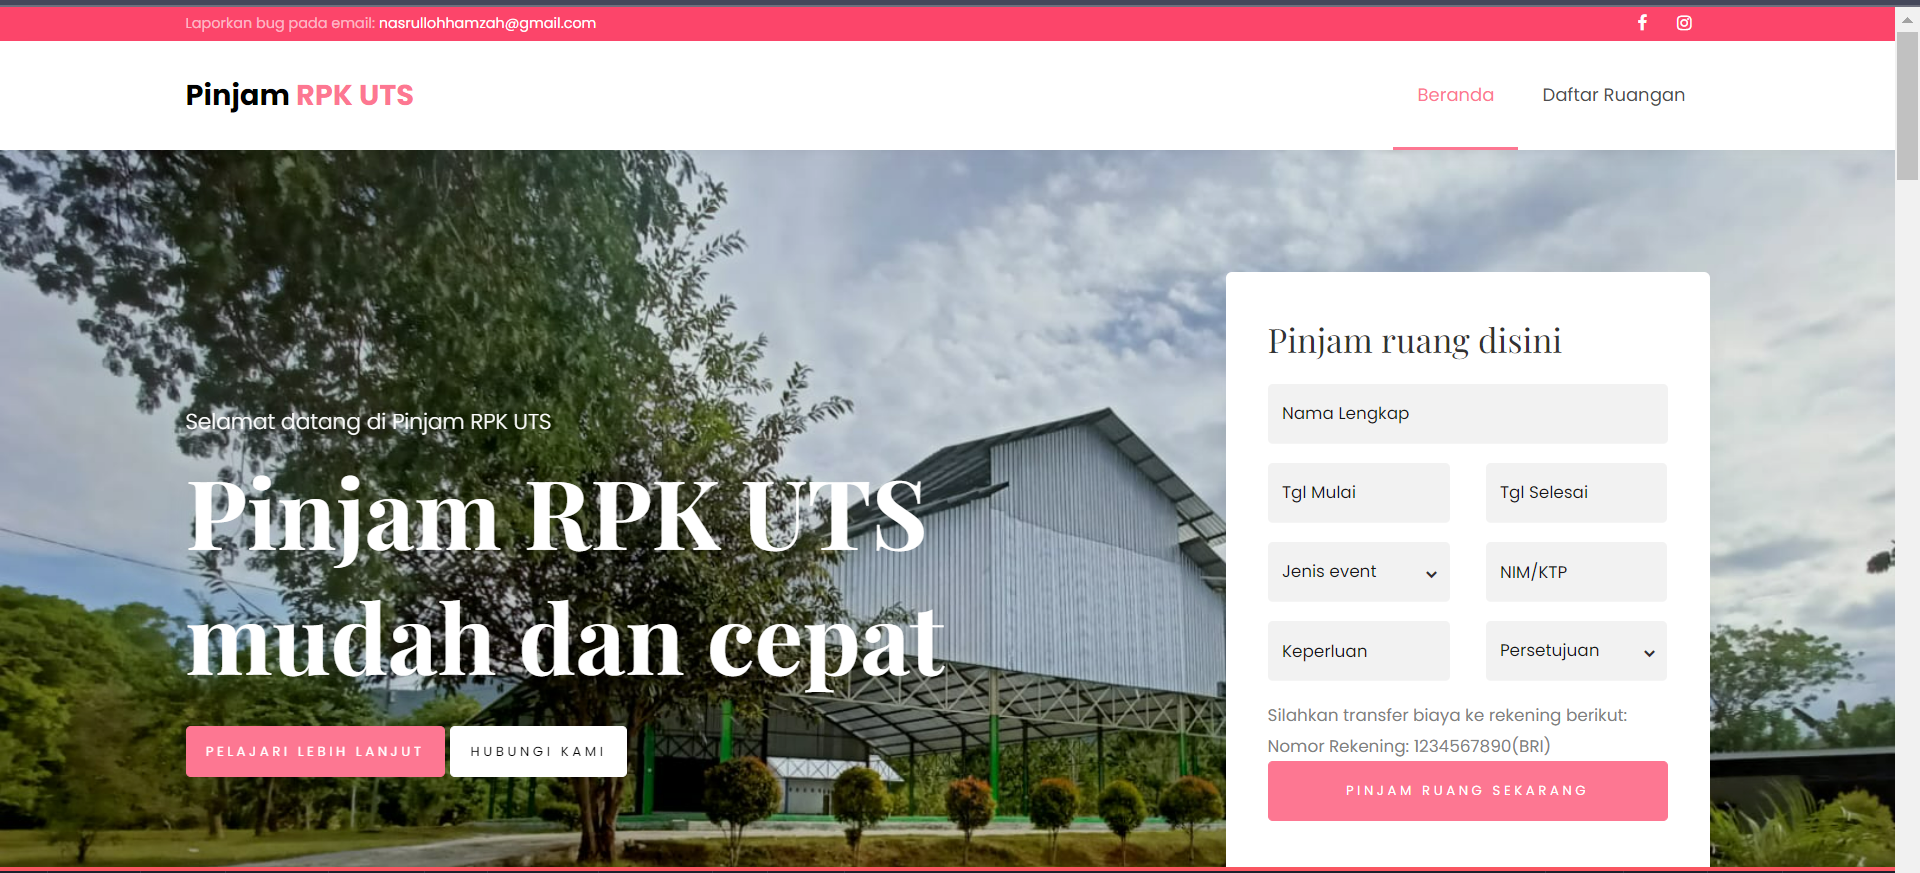 Laporkan bug pada email: nasrullohhamzah@gmail.com
Pinjam RPK UTS
Beranda
Daftar Ruangan
Selamat datang di Pinjam RPK UTS
Pinjam RPK UTS
mudah dan cepat
PELAJARI LEBIH LANJUT
HUBUNGI KAMI
Pinjam ruang disini
Nama Lengkap
Tgl Mulai
Tgl Selesai
Jenis event
NIM/KTP
Keperluan
Persetujuan
Silahkan transfer biaya ke rekening berikut:
Nomor Rekening: 1234567890(BRI)
PINJAM RUANG SEKARANG